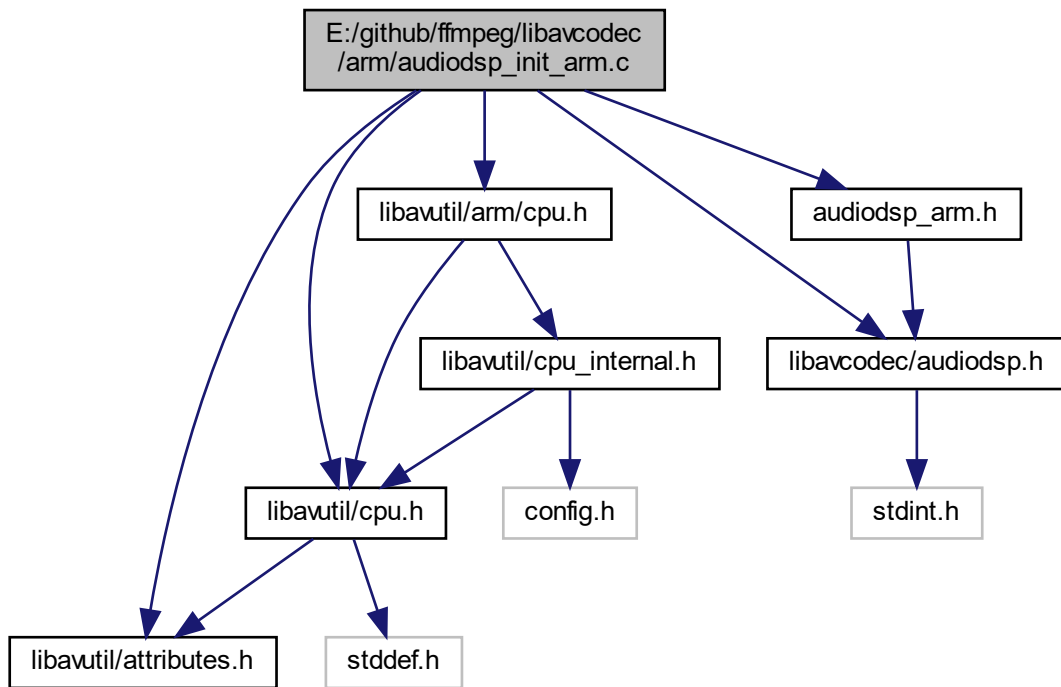 E:/github/ffmpeg/libavcodec
/arm/audiodsp_init_arm.c
libavutil/arm/cpu.h
audiodsp_arm.h
libavutil/cpu_internal.h
libavcodec/audiodsp.h
libavutil/cpu.h
config.h
stdint.h
libavutil/attributes.h
stddef.h